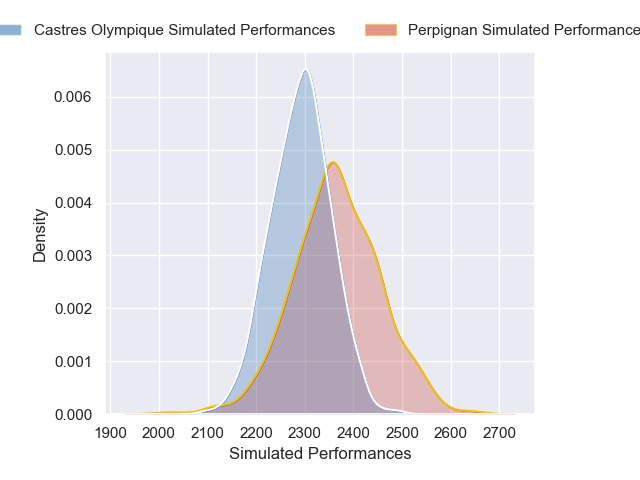 Castres Olympique Simulated Performances
Perpignan Simulated Performance
0.006
0.005
0.004
0.003
0.002
0.001
0.000
Density
1900 2000 2100 2200 2300 2400 2500 2600 2700
Simulated Performances